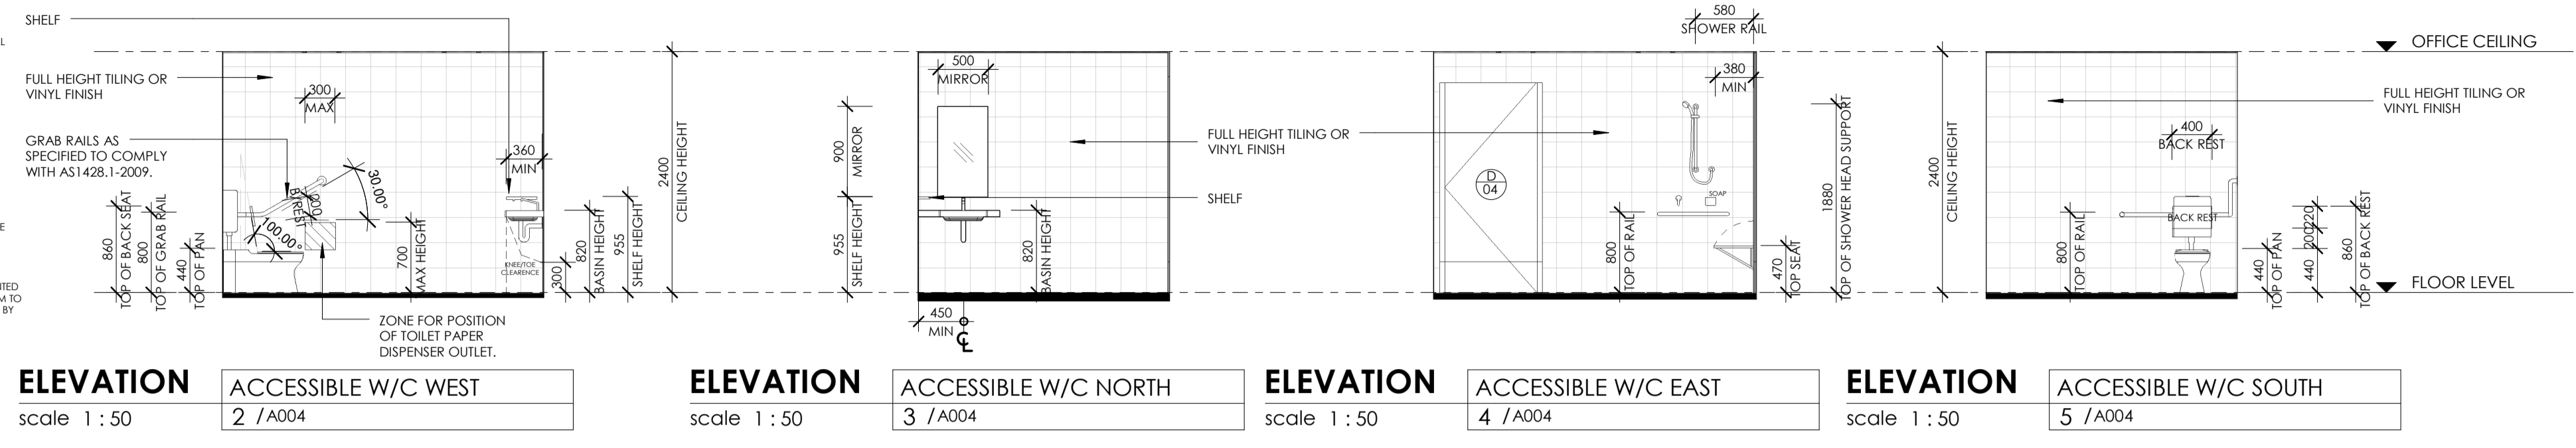 SHELF
L
FULL HEIGHT TILING OR
VINYL FINISH
GRAB RAILS AS
SPECIFIED TO COMPLY
WITH AS1428.1-2009.
E
M TO
BY
300
MAX
360
MIN
30.00°
100.00°
B/REST
860
TOP OF BACK SEAT
800
TOP OF GRAB RAIL
440
TOP OF PAN
700
MAX HEIGHT
KNEE/TOE
CLEARENCE
300
820
BASIN HEIGHT
955
SHELF HEIGHT
2400
CEILING HEIGHT
ZONE FOR POSITION
OF TOILET PAPER
DISPENSER OUTLET.
ELEVATION
ACCESSIBLE W/C WEST
scale 1 : 50
2 / A004
500
MIRROR
900
MIRROR
955
SHELF HEIGHT
820
BASIN HEIGHT
450
MIN
FULL HEIGHT TILING OR
VINYL FINISH
SHELF
ELEVATION
ACCESSIBLE W/C NORTH
scale 1 : 50
3 / A004
580
SHOWER RAIL
380
MIN
D
04
SOAP
800
TOP OF RAIL
470
TOP SEAT
1880
TOP OF SHOWER HEAD SUPPORT
ELEVATION
ACCESSIBLE W/C EAST
scale 1 : 50
4 / A004
2400
CEILING HEIGHT
400
BACK REST
BACK REST
800
TOP OF RAIL
440
TOP OF PAN
440
200
220
860
TOP OF BACK REST
OFFICE CEILING
FULL HEIGHT TILING OR
VINYL FINISH
FLOOR LEVEL
ELEVATION
ACCESSIBLE W/C SOUTH
scale 1 : 50
5 / A004